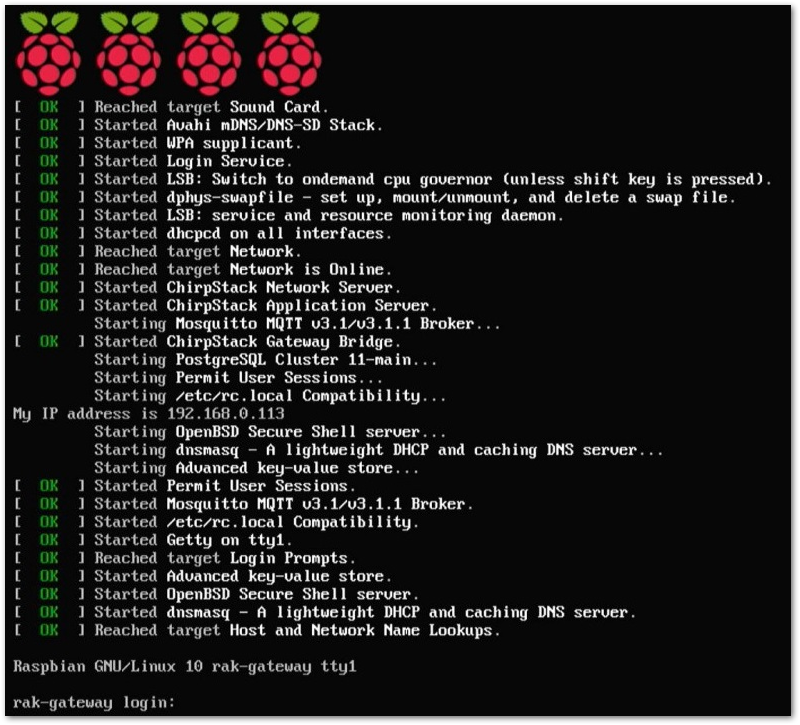 [  OK  ] Reached target Sound Card.
[  OK  ] Started Avahi mDNS/DNS-SD Stack.
[  OK  ] Started WPA supplicant.
[  OK  ] Started Login Service.
[  OK  ] Started LSB: Switch to ondemand cpu governor (unless shift key is pressed).
[  OK  ] Started dphys-swapfile - set up, mount/unmount, and delete a swap file.
[  OK  ] Started LSB: service and resource monitoring daemon.
[  OK  ] Started dhcpcd on all interfaces.
[  OK  ] Reached target Network.
[  OK  ] Reached target Network is Online.
[  OK  ] Started ChirpStack Network Server.
[  OK  ] Started ChirpStack Application Server.
         Starting Mosquitto MQTT v3.1/v3.1.1 Broker...
[  OK  ] Started ChirpStack Gateway Bridge.
         Starting PostgreSQL Cluster 11-main...
         Starting Permit User Sessions...
         Starting /etc/rc.local Compatibility...
My IP address is 192.168.0.113
         Starting OpenBSD Secure Shell server...
         Starting dnsmasq - A lightweight DHCP and caching DNS server...
         Starting Advanced key-value store...
[  OK  ] Started Permit User Sessions.
[  OK  ] Started Mosquitto MQTT v3.1/v3.1.1 Broker.
[  OK  ] Started /etc/rc.local Compatibility.
[  OK  ] Started Getty on tty1.
[  OK  ] Reached target Login Prompts.
[  OK  ] Started Advanced key-value store.
[  OK  ] Started OpenBSD Secure Shell server.
[  OK  ] Started dnsmasq - A lightweight DHCP and caching DNS server.
[  OK  ] Reached target Host and Network Name Lookups.
Raspbian GNU/Linux 10 rak-gateway tty1
rak-gateway login: